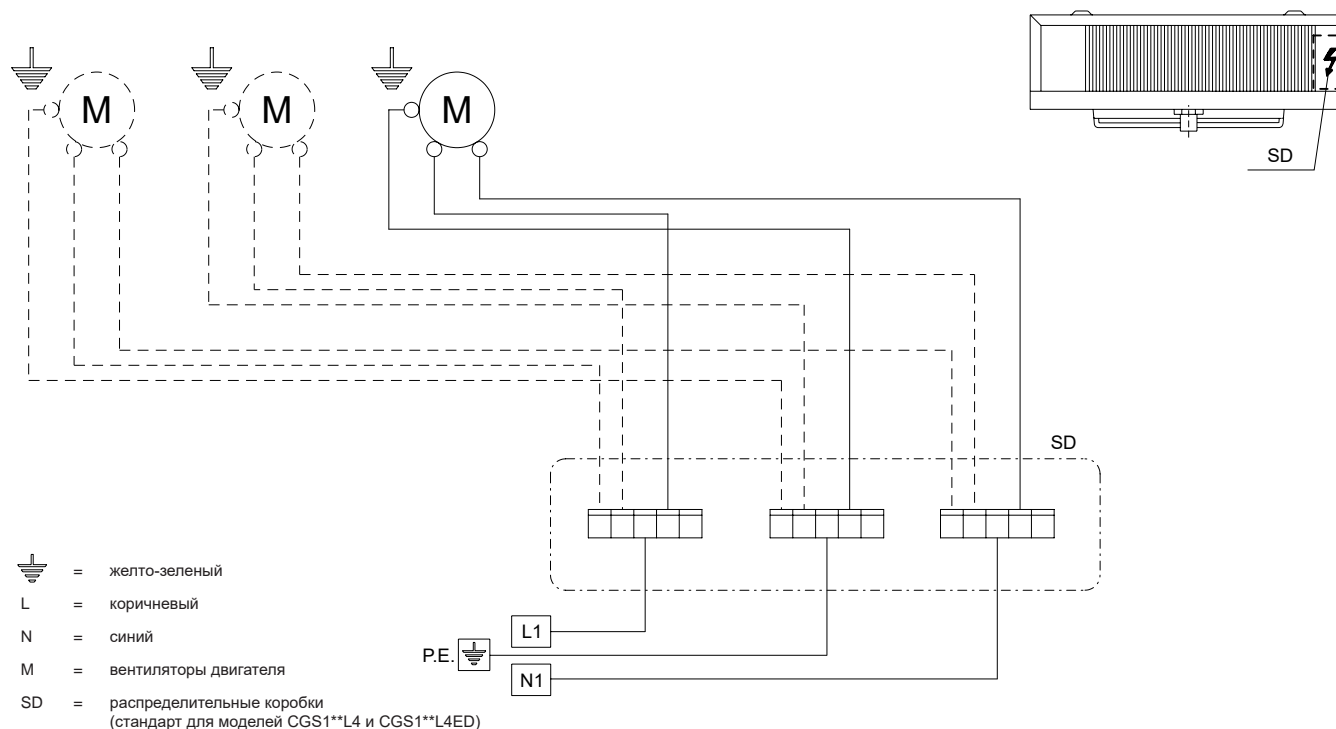 M M M
SD
SD
L1
P.E.
N1
= желто-зеленый
L = коричневый
N = синий
M = вентиляторы двигателя
SD = распределительные коробки
(стандарт для моделей CGS1**L4 и CGS1**L4ED)